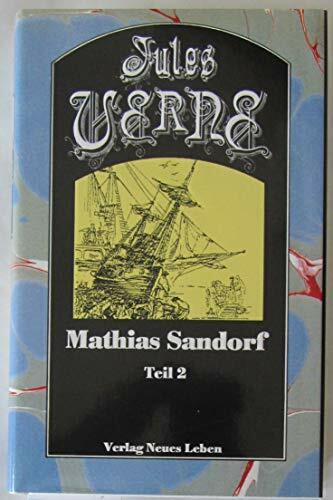 Jules
VERNE
Mathias Sandorf
Teil 2
Verlag Neues Leben